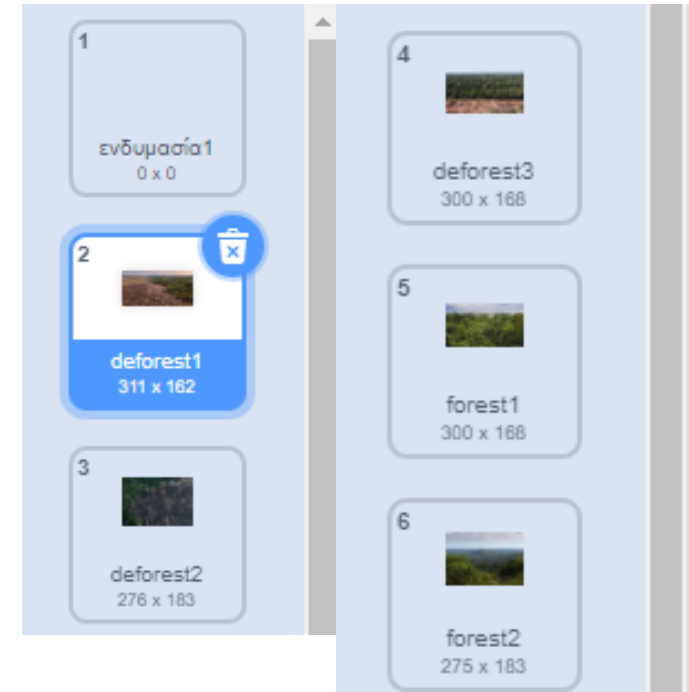 1
ενδυμασία1
0 x 0
2
deforest1
311 x 162
3
deforest2
276 x 183
4
deforest3
300 x 168
5
forest1
300 x 168
6
forest2
275 x 183